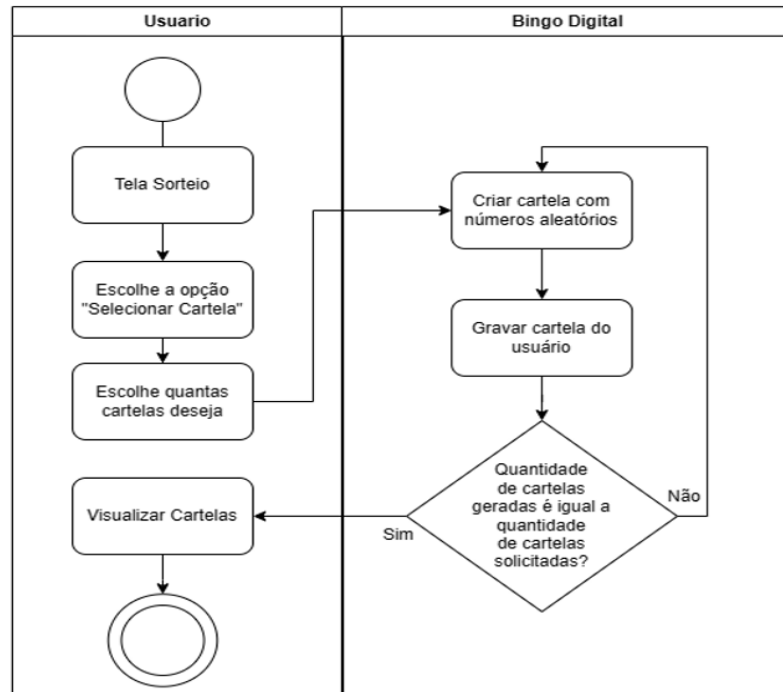 Usuario
Bingo Digital
Tela Sorteio
Escolhe a opção
"Selecionar Cartela"
Escolhe quantas
cartelas deseja
Criar cartela com
números aleatórios
Gravar cartela do
usuário
Quantidade
de cartelas
geradas é igual a
quantidade
de cartelas
solicitadas?
Não
Sim
Visualizar Cartelas